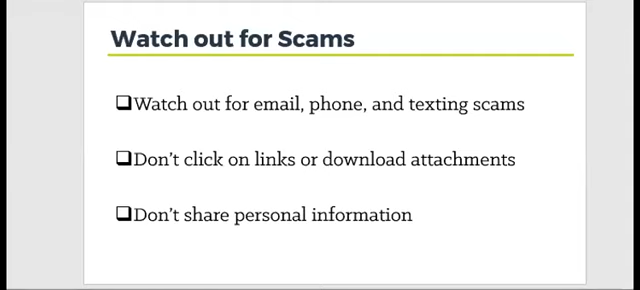 Watch out for Scams
❑Watch out for email, phone, and texting scams
❑Don't click on links or download attachments
❑Don't share personal information